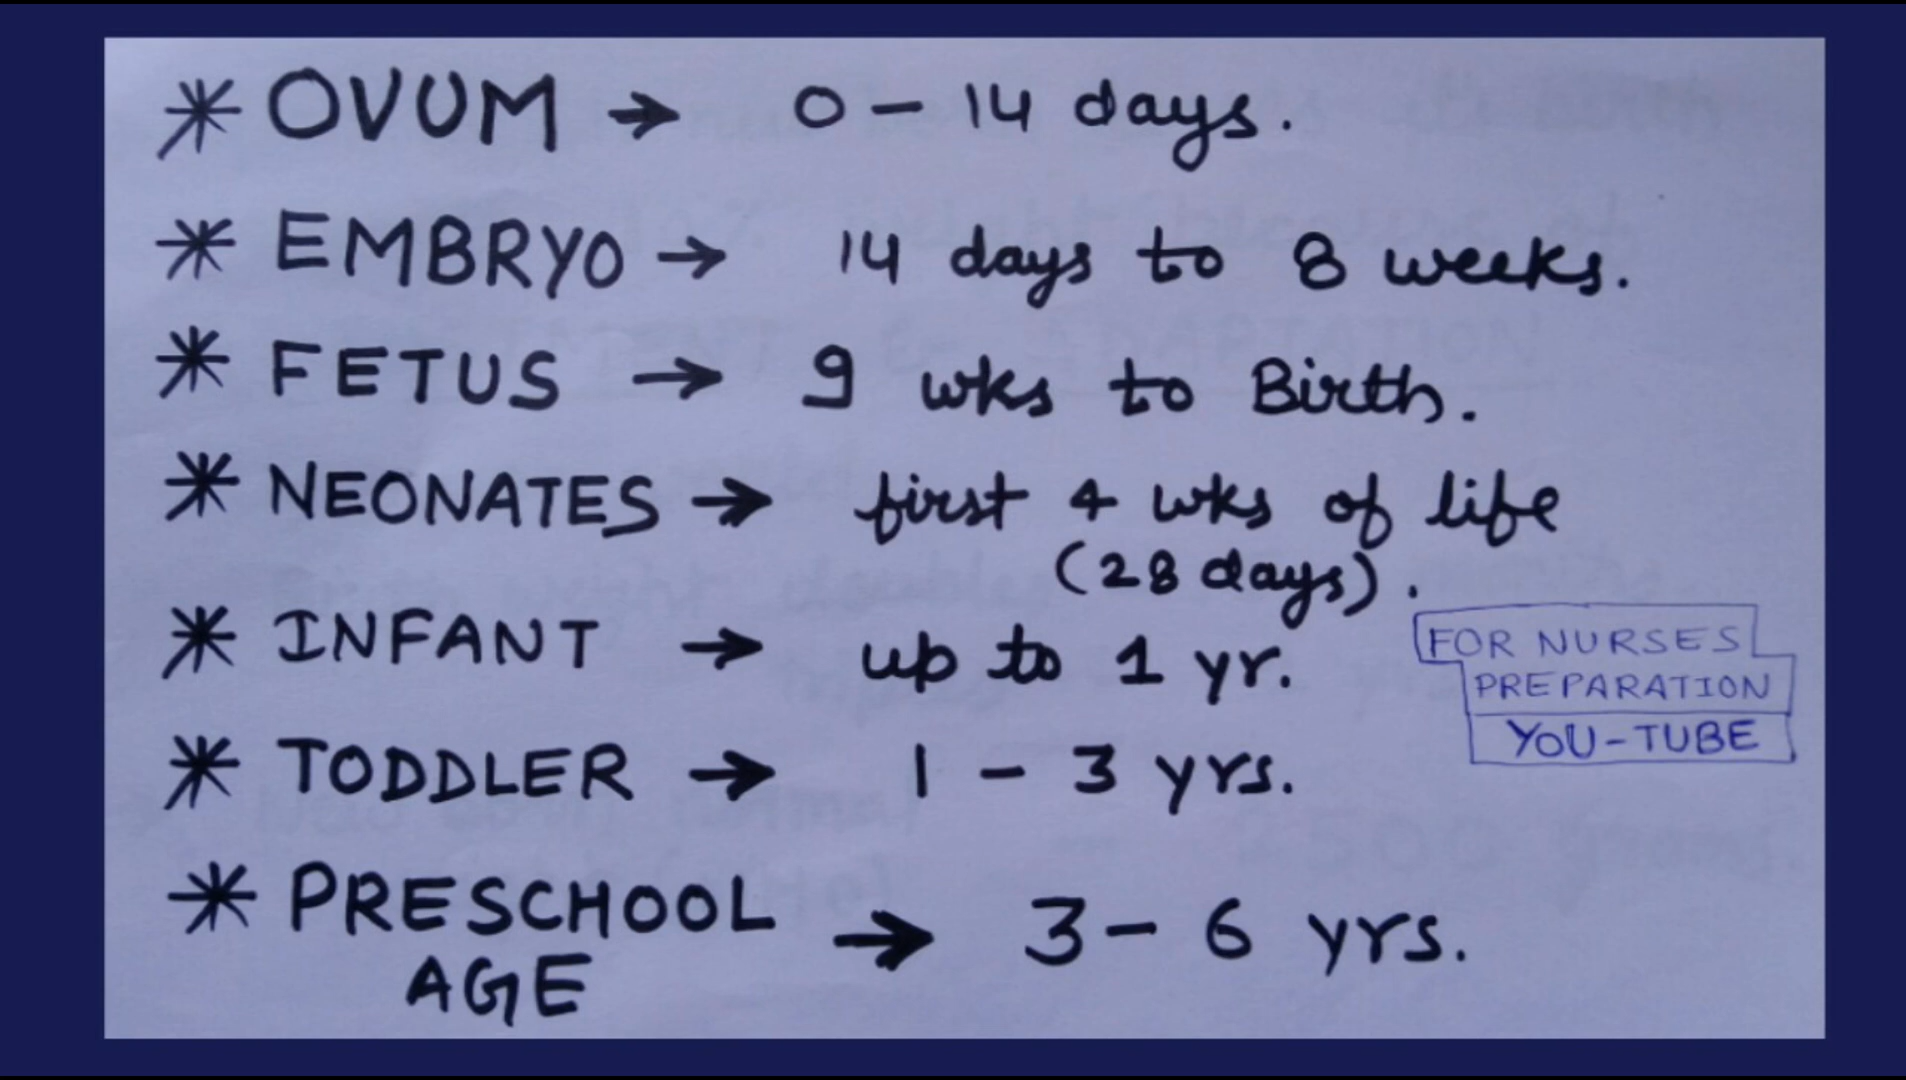 * OVUM → 0 - 14 days.
* EMBRYO → 14 days to 8 weeks.
* FETUS → 9 wks to Birth.
* NEONATES → first 4 wks of life
(28 days).
* INFANT → up to 1 yr.
FOR NURSES
PREPARATION
YOU-TUBE
* TODDLER → 1 - 3 yrs.
* PRESCHOOL
AGE → 3 - 6 yrs.